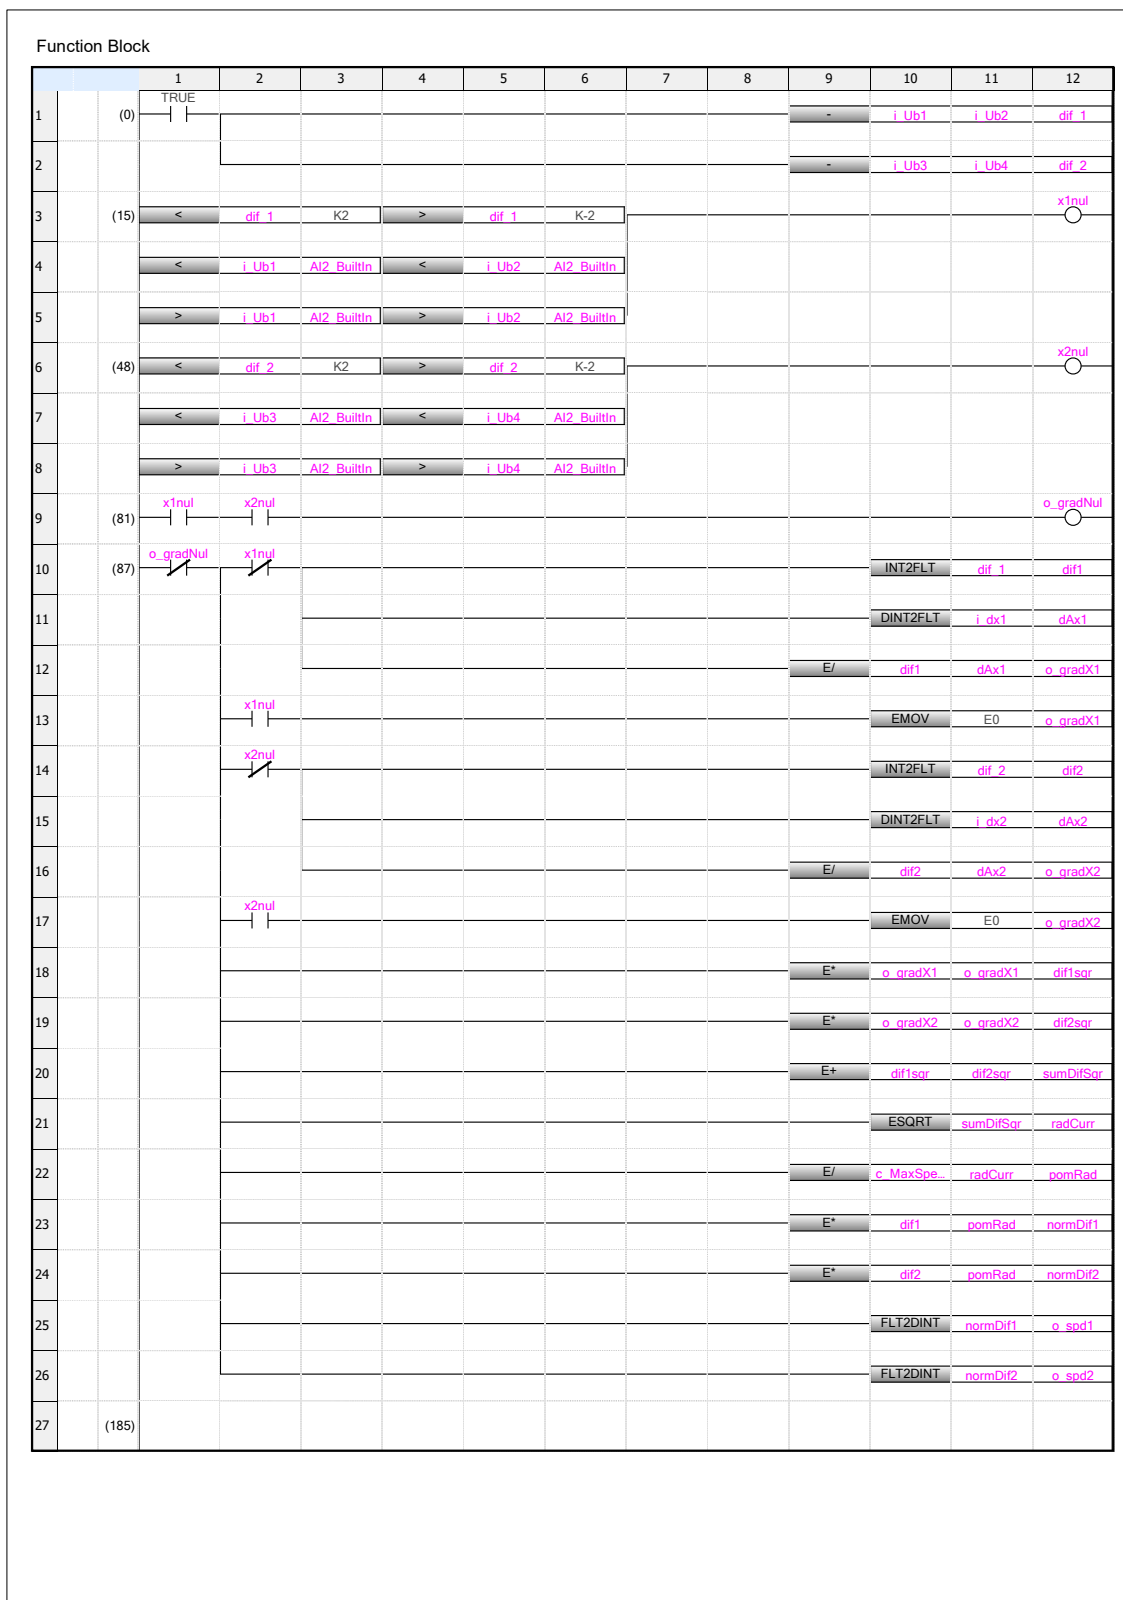 Function Block
1 2 3 4 5 6 7 8 9 10 11 12
TRUE
1 (0) - i_Ub1 i_Ub2 dif_1
2 - i_Ub3 i_Ub4 dif_2
x1nul
3 (15) < dif_1 K2 > dif_1 K-2
4 < i_Ub1 AI2_BuiltIn < i_Ub2 AI2_BuiltIn
5 > i_Ub1 AI2_BuiltIn > i_Ub2 AI2_BuiltIn
x2nul
6 (48) < dif_2 K2 > dif_2 K-2
7 < i_Ub3 AI2_BuiltIn < i_Ub4 AI2_BuiltIn
8 > i_Ub3 AI2_BuiltIn > i_Ub4 AI2_BuiltIn
x1nul x2nul o_gradNul
9 (81)
o_gradNul x1nul
10 (87) INT2FLT dif_1 dif1
11 DINT2FLT i_dx1 dAx1
12 E/ dif1 dAx1 o_gradX1
x1nul
13 EMOV E0 o_gradX1
x2nul
14 INT2FLT dif_2 dif2
15 DINT2FLT i_dx2 dAx2
16 E/ dif2 dAx2 o_gradX2
x2nul
17 EMOV E0 o_gradX2
18 E* o_gradX1 o_gradX1 dif1sqr
19 E* o_gradX2 o_gradX2 dif2sqr
20 E+ dif1sqr dif2sqr sumDifSqr
21 ESQRT sumDifSqr radCurr
22 E/ c_MaxSpe... radCurr pomRad
23 E* dif1 pomRad normDif1
24 E* dif2 pomRad normDif2
25 FLT2DINT normDif1 o_spd1
26 FLT2DINT normDif2 o_spd2
27 (185)